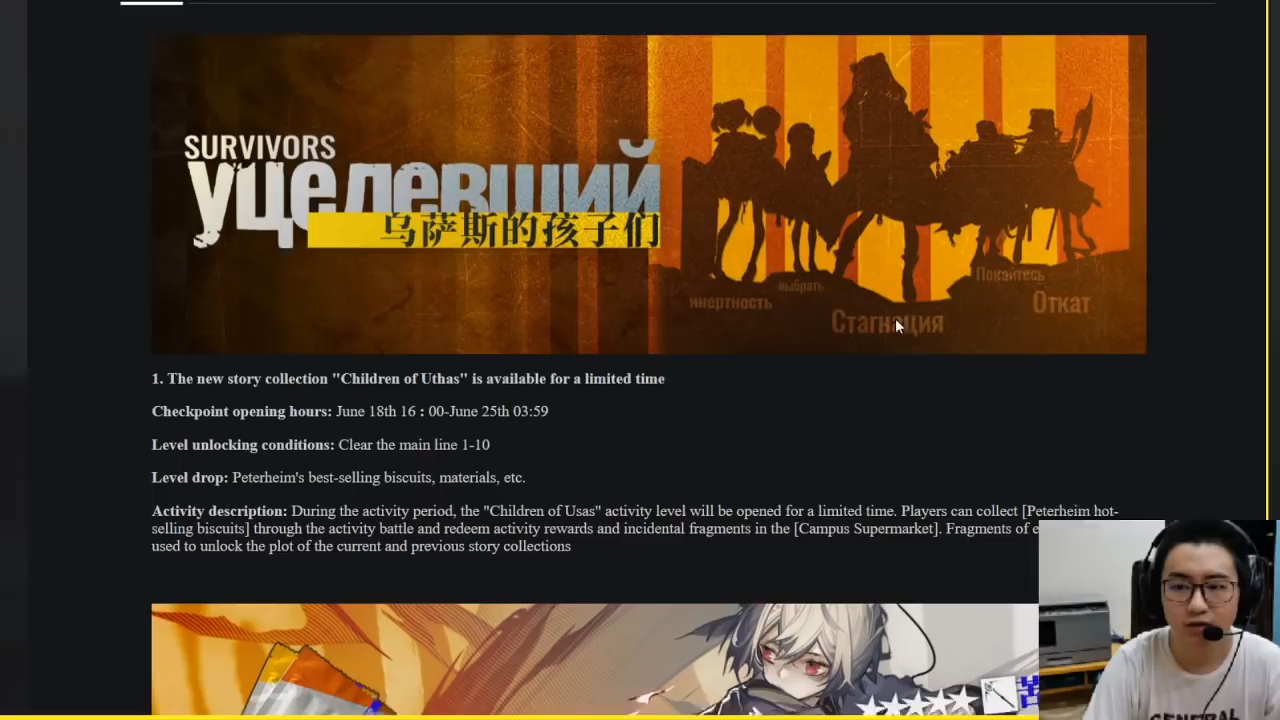 SURVIVORS
уцелевший
乌萨斯的孩子们
инертность
выбрать
Стагнация
Покайтесь
Откат
1. The new story collection "Children of Uthas" is available for a limited time
Checkpoint opening hours: June 18th 16 : 00-June 25th 03:59
Level unlocking conditions: Clear the main line 1-10
Level drop: Peterheim's best-selling biscuits, materials, etc.
Activity description: During the activity period, the "Children of Usas" activity level will be opened for a limited time. Players can collect [Peterheim hot-
selling biscuits] through the activity battle and redeem activity rewards and incidental fragments in the [Campus Supermarket]. Fragments of
used to unlock the plot of the current and previous story collections
GENERAL